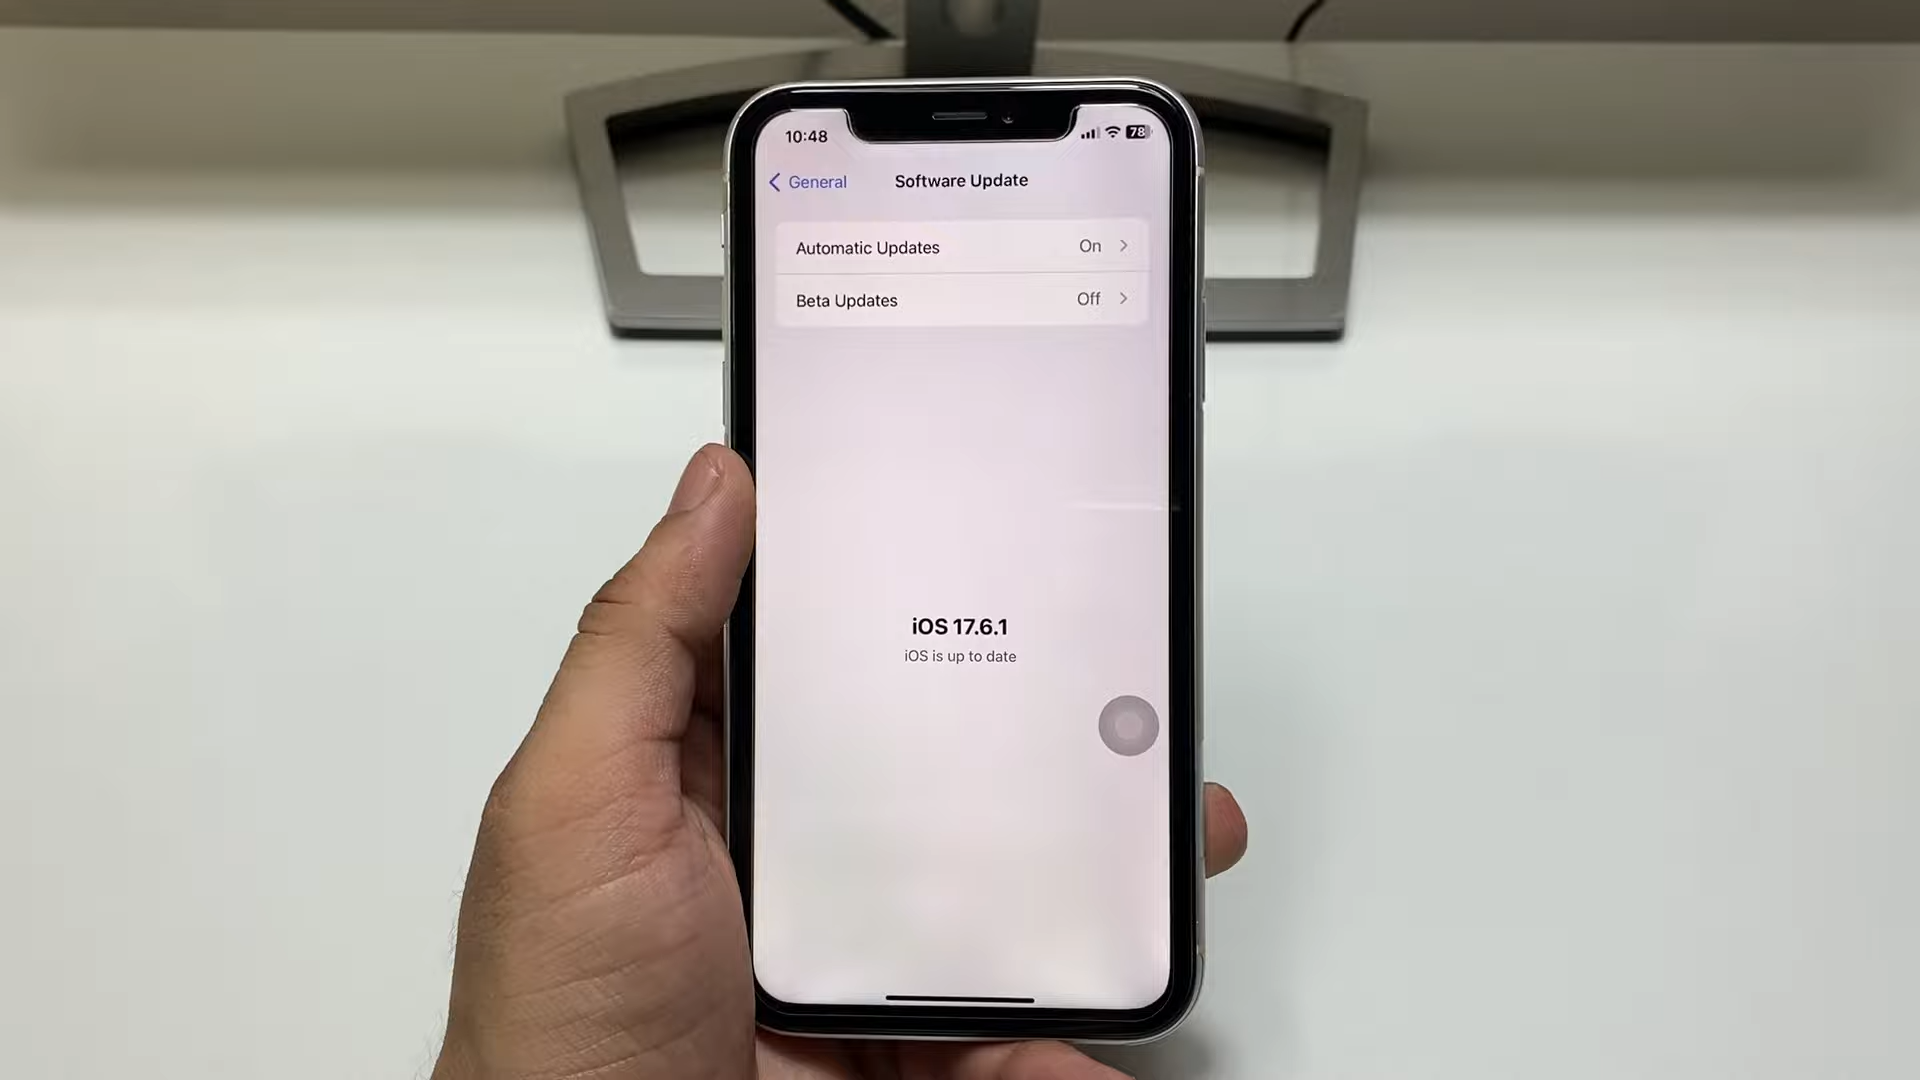 10:48
78
General
Software Update
Automatic Updates On
Beta Updates Off
iOS 17.6.1
iOS is up to date